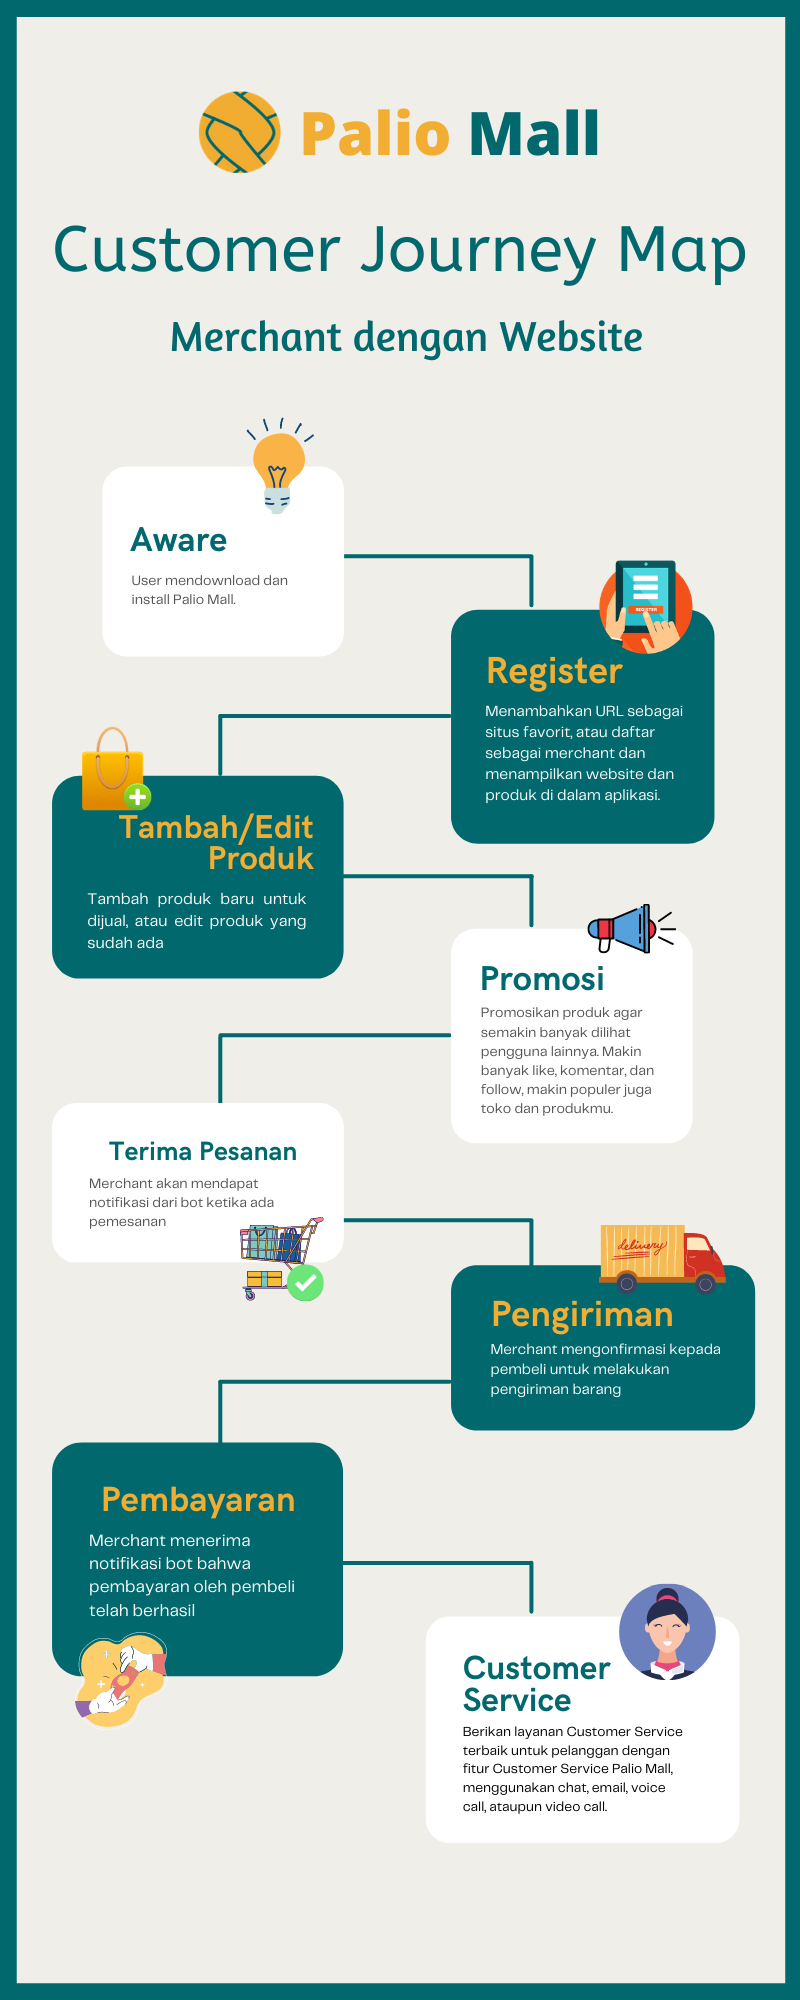 Palio Mall
Customer Journey Map
Merchant dengan Website
Aware
User mendownload dan
install Palio Mall.
REGISTER
Register
Menambahkan URL sebagai
situs favorit, atau daftar
sebagai merchant dan
menampilkan website dan
produk di dalam aplikasi.
Tambah/Edit
Produk
Tambah produk baru untuk
dijual, atau edit produk yang
sudah ada
Promosi
Promosikan produk agar
semakin banyak dilihat
pengguna lainnya. Makin
banyak like, komentar, dan
follow, makin populer juga
toko dan produkmu.
Terima Pesanan
Merchant akan mendapat
notifikasi dari bot ketika ada
pemesanan
delivery
Pengiriman
Merchant mengonfirmasi kepada
pembeli untuk melakukan
pengiriman barang
Pembayaran
Merchant menerima
notifikasi bot bahwa
pembayaran oleh pembeli
telah berhasil
Customer
Service
Berikan layanan Customer Service
terbaik untuk pelanggan dengan
fitur Customer Service Palio Mall,
menggunakan chat, email, voice
call, ataupun video call.